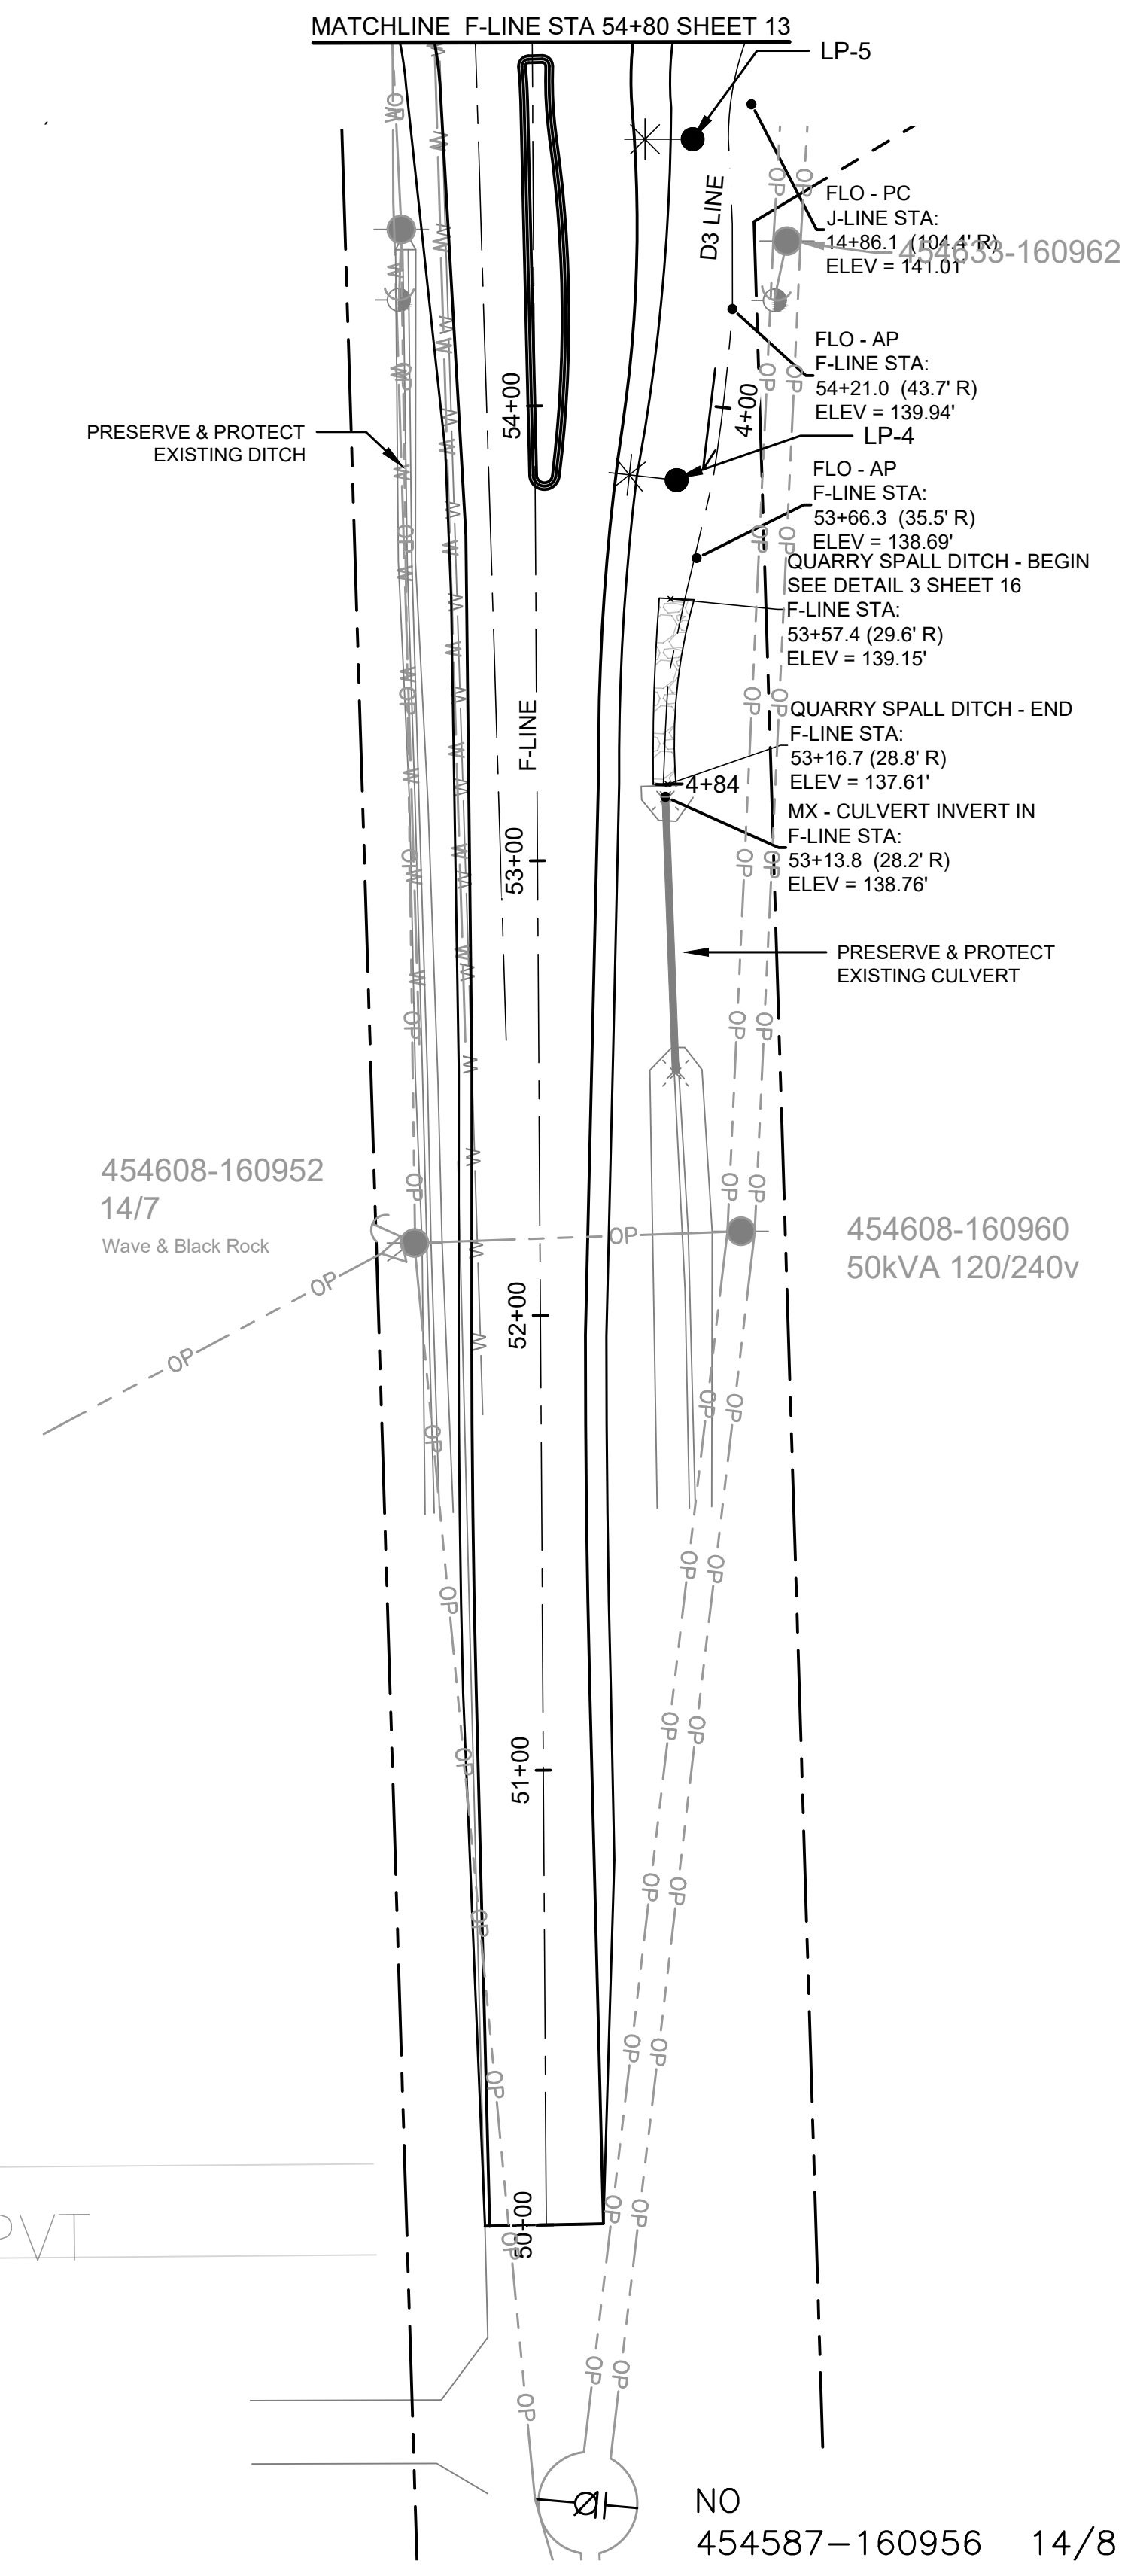 MATCHLINE F-LINE STA 54+80 SHEET 13
LP-5
D3 LINE
FLO - PC
J-LINE STA:
14+86.1 (104.4' R)
ELEV = 141.01'
454633-160962
FLO - AP
F-LINE STA:
54+21.0 (43.7' R)
ELEV = 139.94'
4+00
54+00
LP-4
PRESERVE & PROTECT
EXISTING DITCH
FLO - AP
F-LINE STA:
53+66.3 (35.5' R)
ELEV = 138.69'
QUARRY SPALL DITCH - BEGIN
SEE DETAIL 3 SHEET 16
F-LINE STA:
53+57.4 (29.6' R)
ELEV = 139.15'
F-LINE
QUARRY SPALL DITCH - END
F-LINE STA:
53+16.7 (28.8' R)
ELEV = 137.61'
4+84
MX - CULVERT INVERT IN
F-LINE STA:
53+13.8 (28.2' R)
ELEV = 138.76'
53+00
PRESERVE & PROTECT
EXISTING CULVERT
454608-160952
14/7
Wave & Black Rock
OP
454608-160960
50kVA 120/240v
OP
OP
52+00
51+00
PVT
50+00
NO
454587-160956 14/8